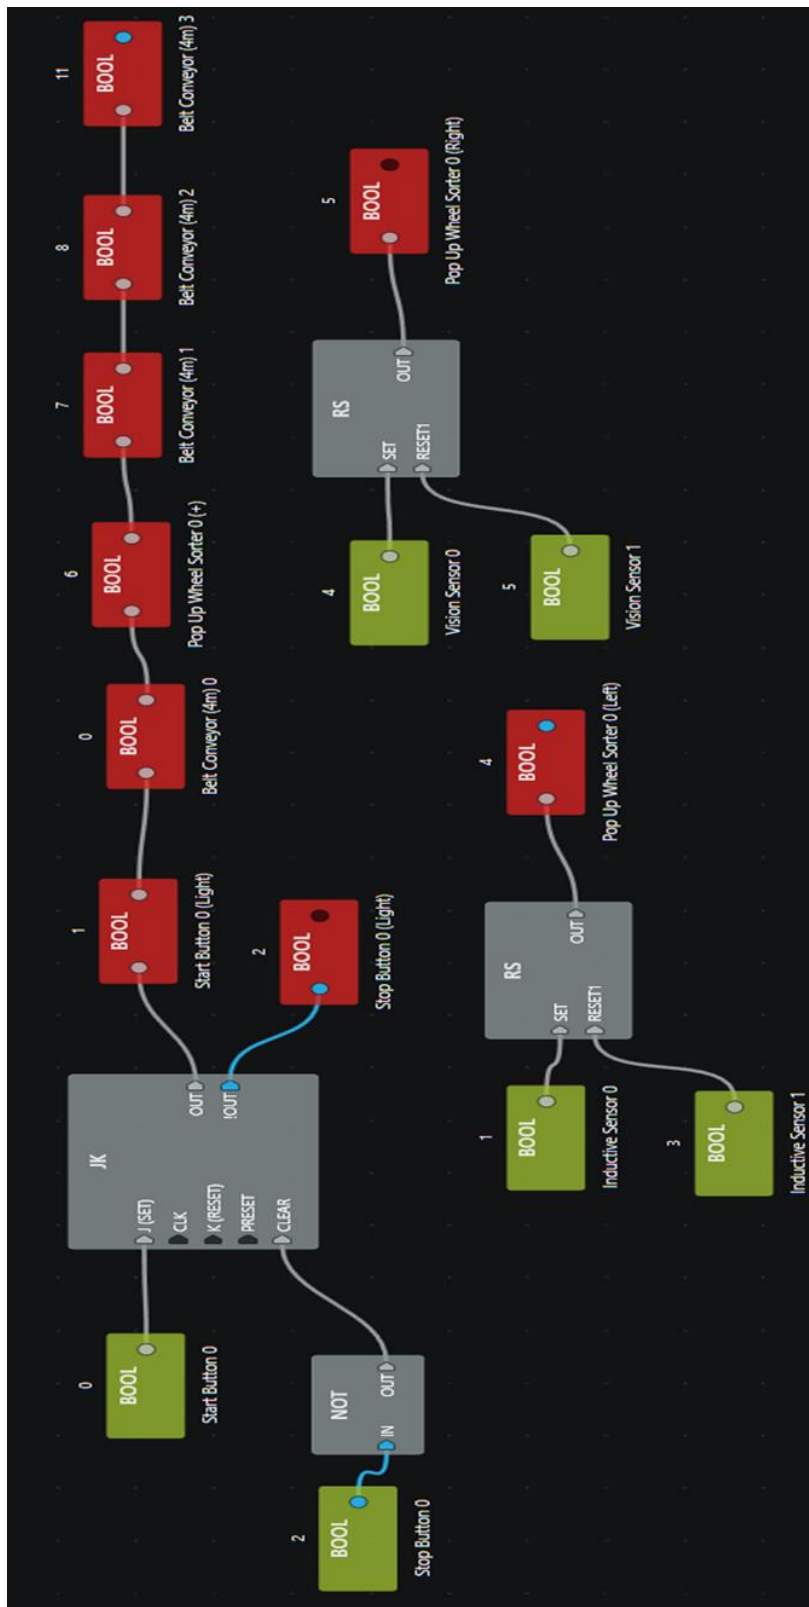 0
BOOL
Start Button 0
2
BOOL
Stop Button 0
NOT
IN
OUT
JK
J (SET)
CLK
K (RESET)
PRESET
CLEAR
OUT
!OUT
1
BOOL
Start Button 0 (Light)
2
BOOL
Stop Button 0 (Light)
0
BOOL
Belt Conveyor (4m) 0
6
BOOL
Pop Up Wheel Sorter 0 (+)
7
BOOL
Belt Conveyor (4m) 1
8
BOOL
Belt Conveyor (4m) 2
11
BOOL
Belt Conveyor (4m) 3
1
BOOL
Inductive Sensor 0
3
BOOL
Inductive Sensor 1
RS
SET
RESET1
OUT
4
BOOL
Pop Up Wheel Sorter 0 (Left)
4
BOOL
Vision Sensor 0
5
BOOL
Vision Sensor 1
RS
SET
RESET1
OUT
5
BOOL
Pop Up Wheel Sorter 0 (Right)